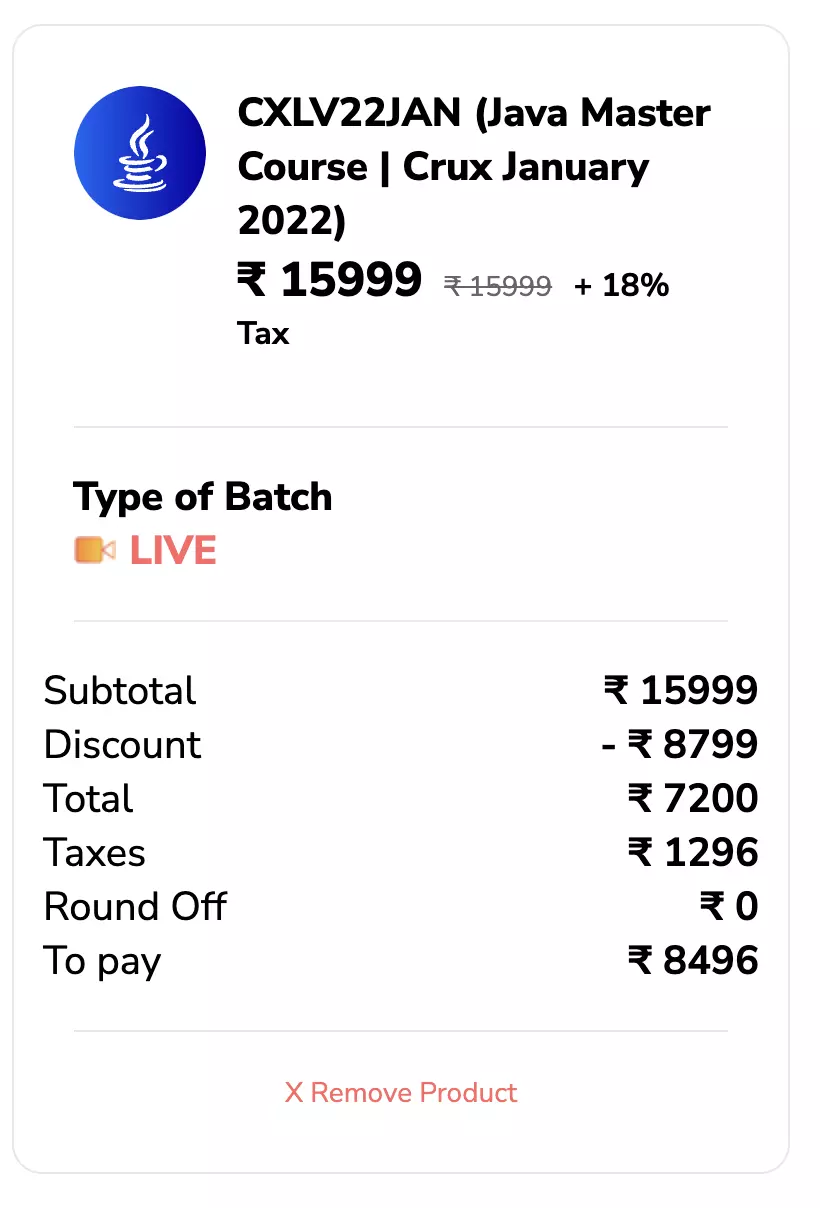 CXLV22JAN (Java Master
Course | Crux January
2022)
₹ 15999 ₹ 15999 + 18%
Tax
Type of Batch
LIVE
Subtotal ₹ 15999
Discount - ₹ 8799
Total ₹ 7200
Taxes ₹ 1296
Round Off ₹ 0
To pay ₹ 8496
X Remove Product